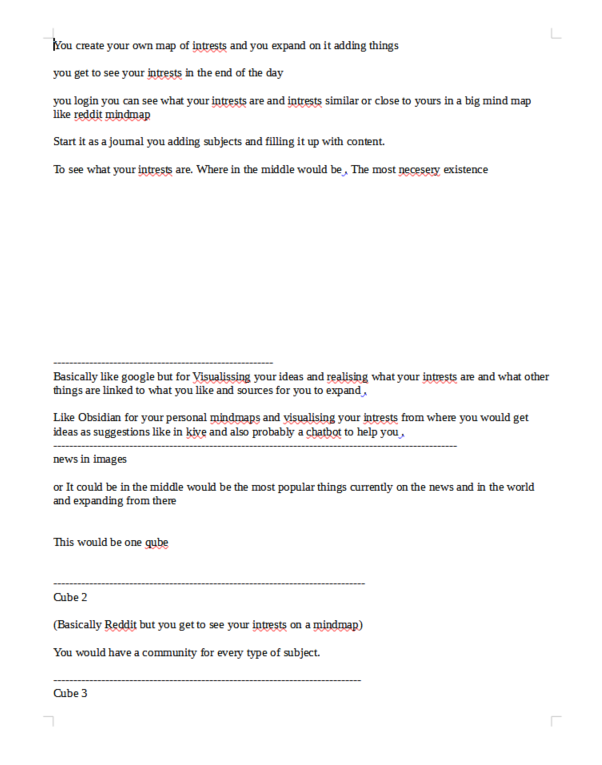 You create your own map of intrests and you expand on it adding things
you get to see your intrests in the end of the day
you login you can see what your intrests are and intrests similar or close to yours in a big mind map
like reddit mindmap
Start it as a journal you adding subjects and filling it up with content.
To see what your intrests are. Where in the middle would be , The most necesery existence
-------------------------------------------------------
Basically like google but for Visualissing your ideas and realising what your intrests are and what other
things are linked to what you like and sources for you to expand ,
Like Obsidian for your personal mindmaps and visualising your intrests from where you would get
ideas as suggestions like in kive and also probably a chatbot to help you ,
-----------------------------------------------------------------------------------------------------
news in images
or It could be in the middle would be the most popular things currently on the news and in the world
and expanding from there
This would be one qube
------------------------------------------------------------------------------
Cube 2
(Basically Reddit but you get to see your intrests on a mindmap)
You would have a community for every type of subject.
-----------------------------------------------------------------------------
Cube 3